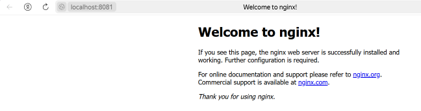 localhost:8081
Welcome to nginx!
Welcome to nginx!
If you see this page, the nginx web server is successfully installed and
working. Further configuration is required.
For online documentation and support please refer to nginx.org.
Commercial support is available at nginx.com.
Thank you for using nginx.